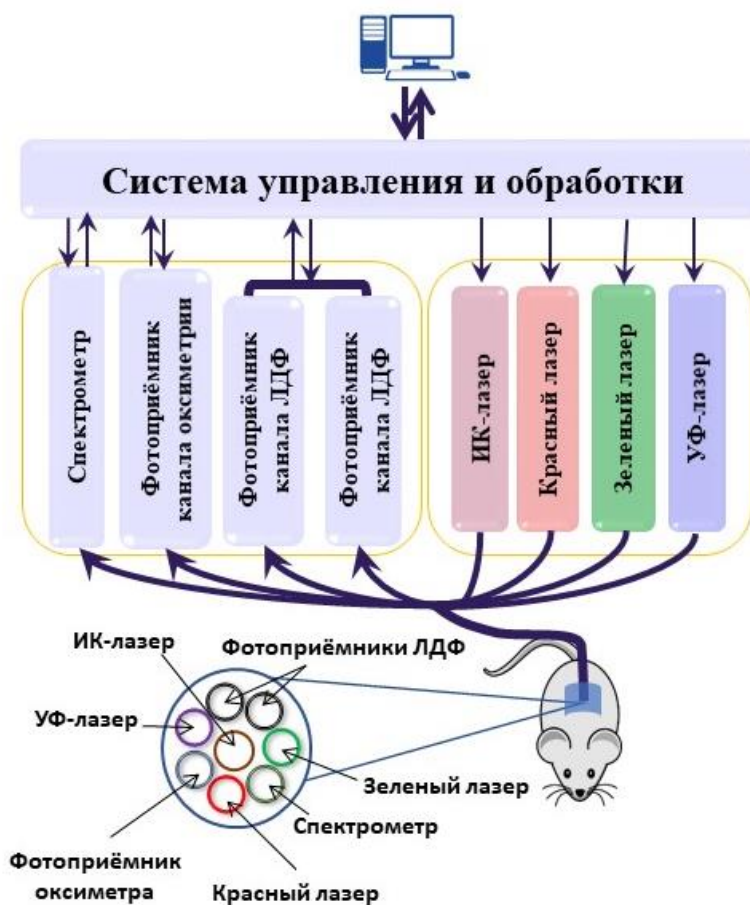 Система управления и обработки
Спектрометр
Фотоприёмник
канала оксиметрии
Фотоприёмник
канала ЛДФ
Фотоприёмник
канала ЛДФ
ИК-лазер
Красный лазер
Зеленый лазер
УФ-лазер
ИК-лазер
Фотоприёмники ЛДФ
УФ-лазер
Зеленый лазер
Спектрометр
Фотоприёмник
оксиметра
Красный лазер